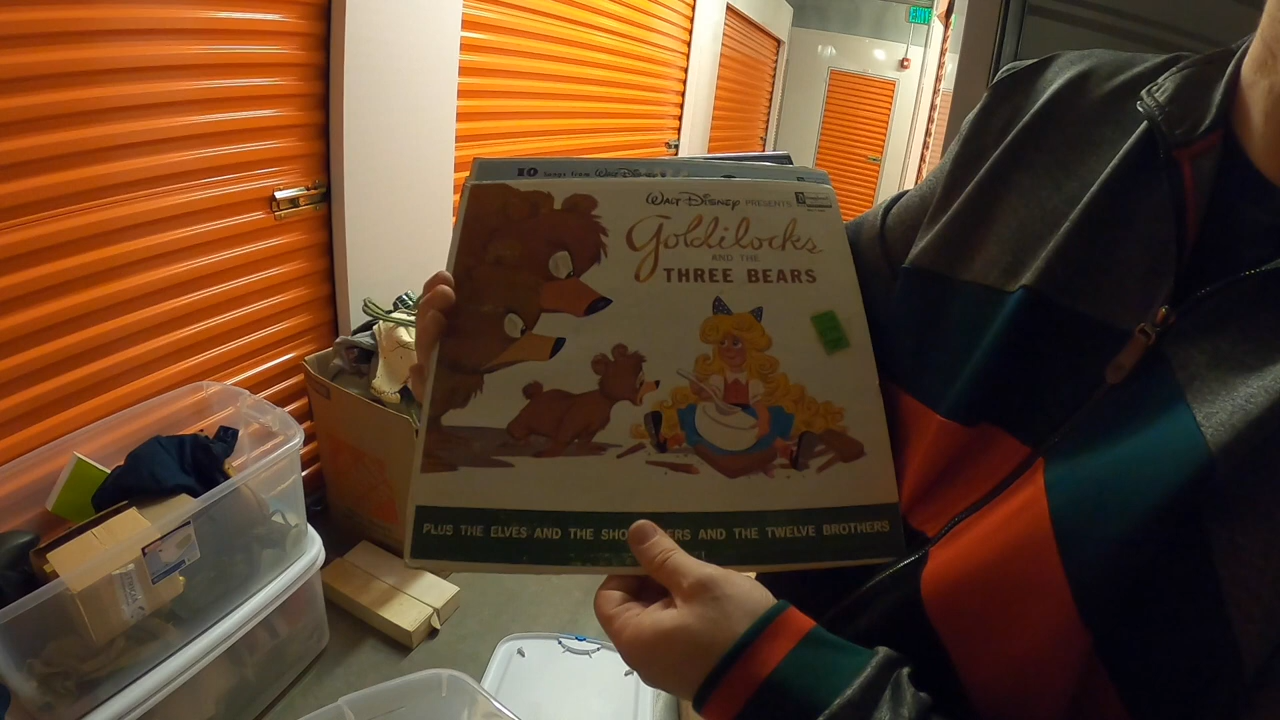 EXIT
10 Songs from Walt Disney
Walt Disney PRESENTS
Goldilocks
AND THE
THREE BEARS
PLUS THE ELVES AND THE SHO ERS AND THE TWELVE BROTHERS